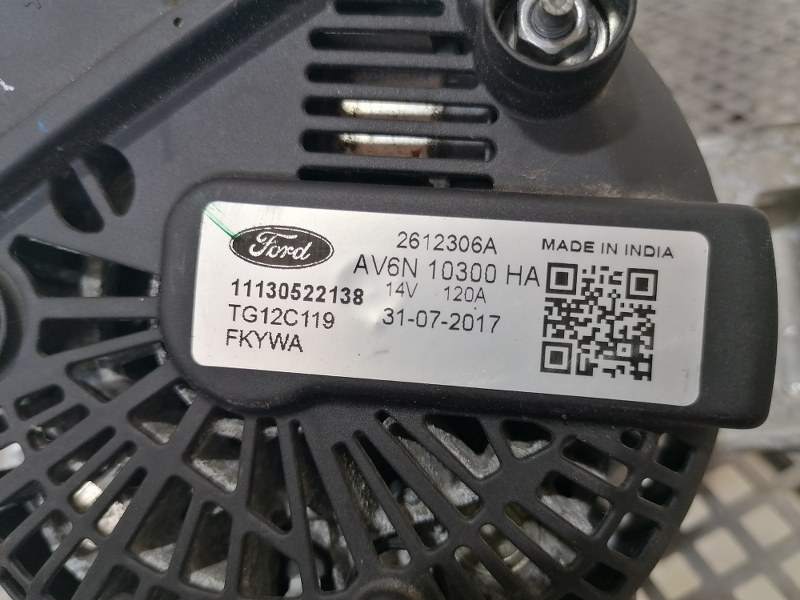 Ford
2612306A
MADE IN INDIA
AV6N 10300 HA
11130522138
14V 120A
TG12C119
31-07-2017
FKYWA